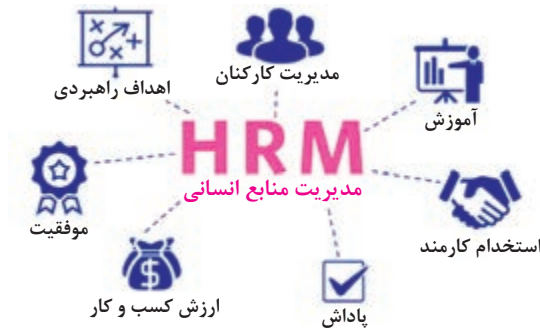 مدیریت کارکنان
اهداف راهبردی
آموزش
HRM
مدیریت منابع انسانی
موفقیت
استخدام کارمند
ارزش کسب و کار
پاداش